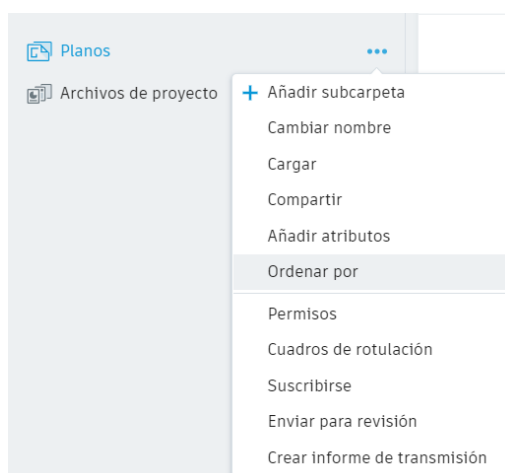 Planos
Archivos de proyecto
Añadir subcarpeta
Cambiar nombre
Cargar
Compartir
Añadir atributos
Ordenar por
Permisos
Cuadros de rotulación
Suscribirse
Enviar para revisión
Crear informe de transmisión